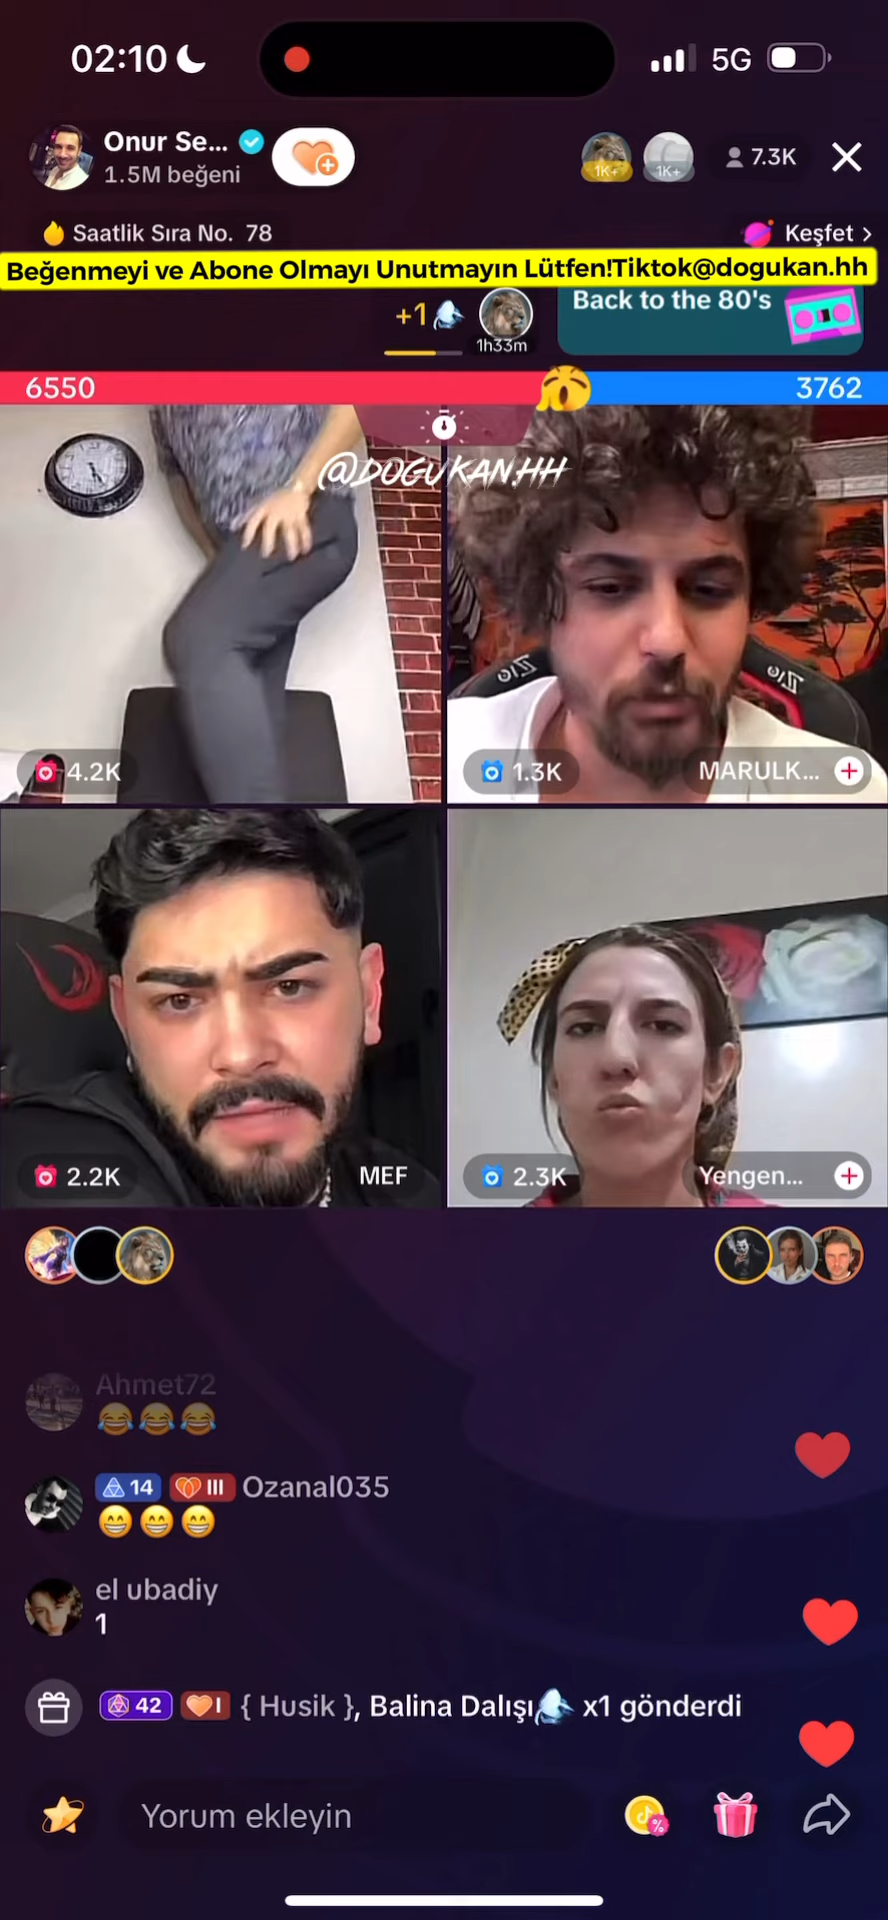 02:10
5G
Onur Se...
1.5M beğeni
1K+
1K+
7.3K
Saatlik Sıra No. 78
Keşfet >
Beğenmeyi ve Abone Olmayı Unutmayın Lütfen!Tiktok@dogukan.hh
+1
1h33m
Back to the 80's
6550
3762
@DOGUKAN.HH
4.2K
1.3K
MARULK...
2.2K
MEF
2.3K
Yengen...
Ahmet72
😂😂😂
14 III Ozanal035
😁😁😁
el ubadiy
1
42 I { Husik }, Balina Dalışı x1 gönderdi
Yorum ekleyin